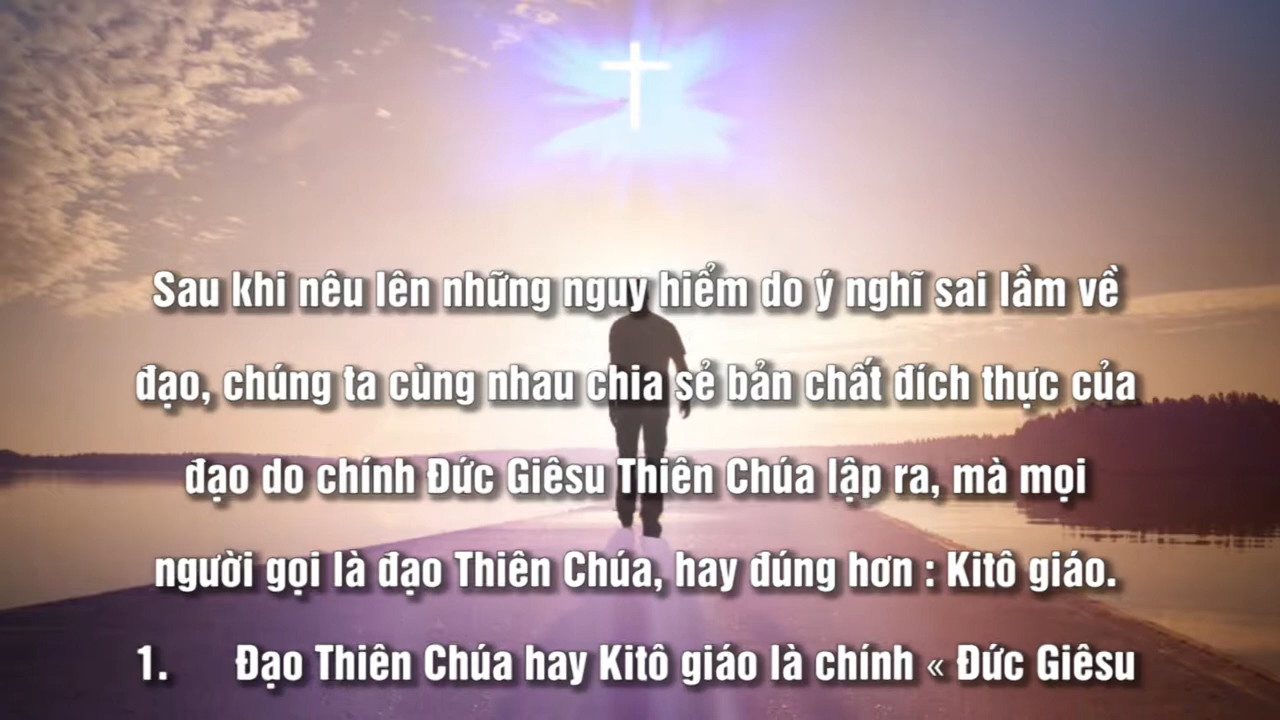 Sau khi nêu lên những nguy hiểm do ý nghĩ sai lầm về
đạo, chúng ta cùng nhau chia sẻ bản chất đích thực của
đạo do chính Đức Giêsu Thiên Chúa lập ra, mà mọi
người gọi là đạo Thiên Chúa, hay đúng hơn : Kitô giáo.
1. Đạo Thiên Chúa hay Kitô giáo là chính « Đức Giêsu